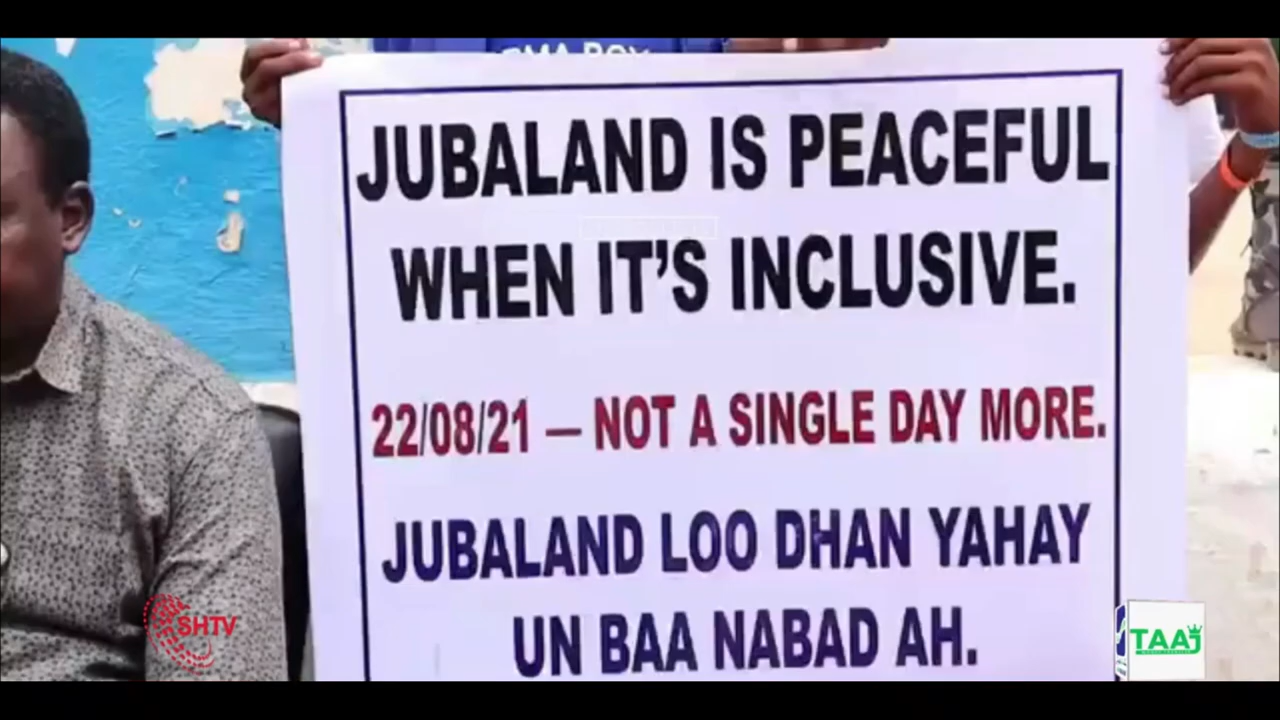 JUBALAND IS PEACEFUL
WHEN IT'S INCLUSIVE.
22/08/21 — NOT A SINGLE DAY MORE.
JUBALAND LOO DHAN YAHAY
UN BAA NABAD AH.
SHTV
TAAJ